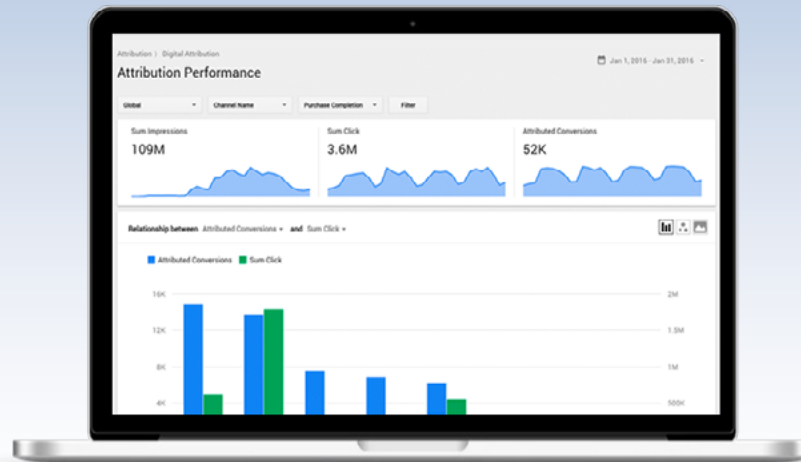 Attribution > Digital Attribution
Attribution Performance
Jan 1, 2016 - Jan 31, 2016
Global
Channel Name
Purchase Completion
Filter
Sum Impressions
109M
Sum Click
3.6M
Attributed Conversions
52K
Relationship between Attributed Conversions and Sum Click
Attributed Conversions
Sum Click
16K
2M
12K
1.5M
8K
1M
4K
500K